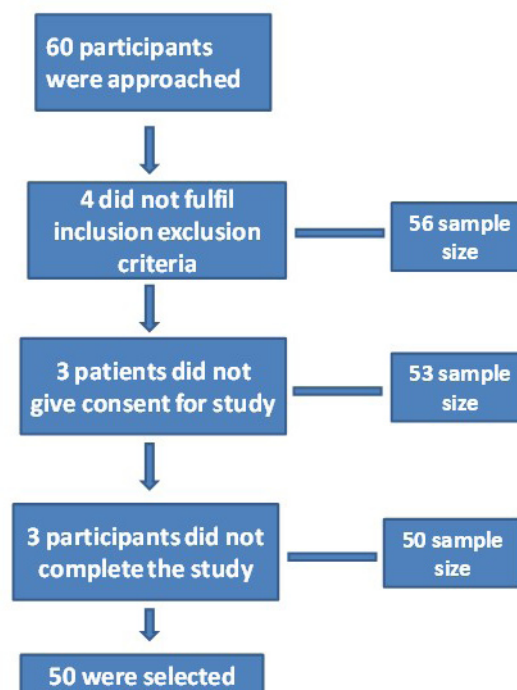 60 participants
were approached
4 did not fulfil
inclusion exclusion
criteria
56 sample
size
3 patients did not
give consent for study
53 sample
size
3 participants did not
complete the study
50 sample
size
50 were selected